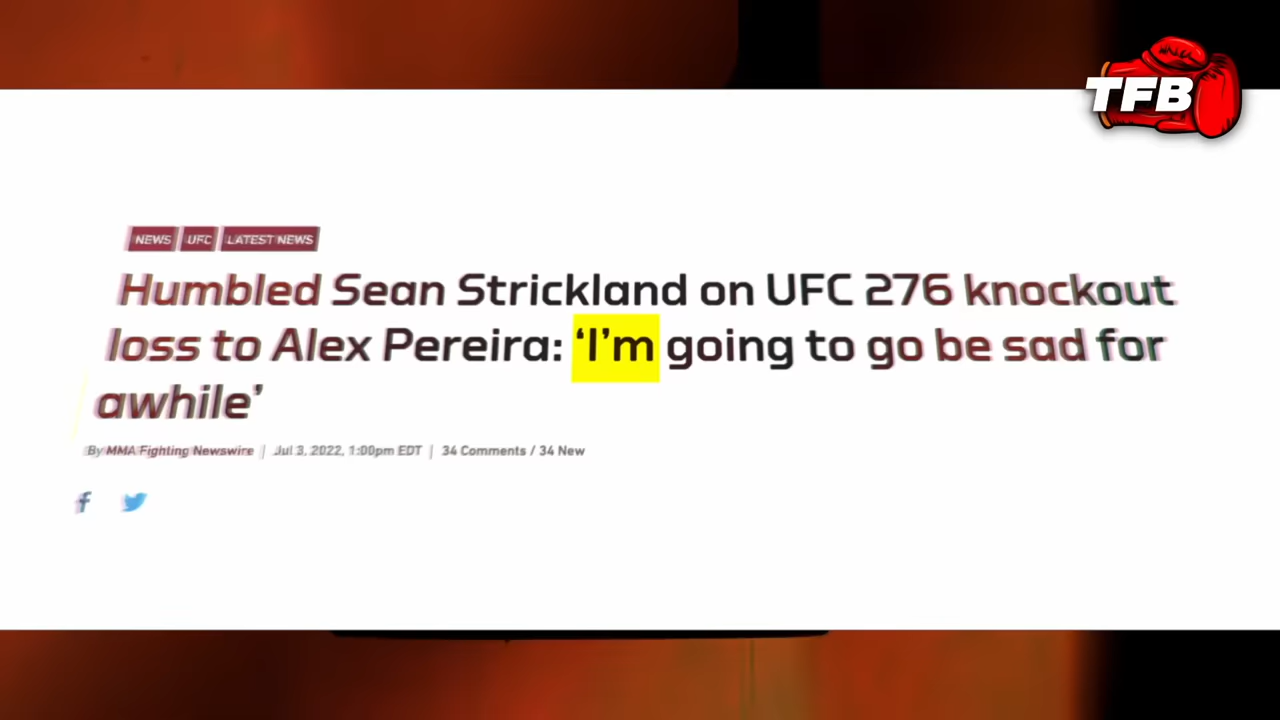 TFB
NEWS UFC LATEST NEWS
Humbled Sean Strickland on UFC 276 knockout
loss to Alex Pereira: ‘I’m going to go be sad for
awhile’
By MMA Fighting Newswire | Jul 3, 2022, 1:00pm EDT | 34 Comments / 34 New